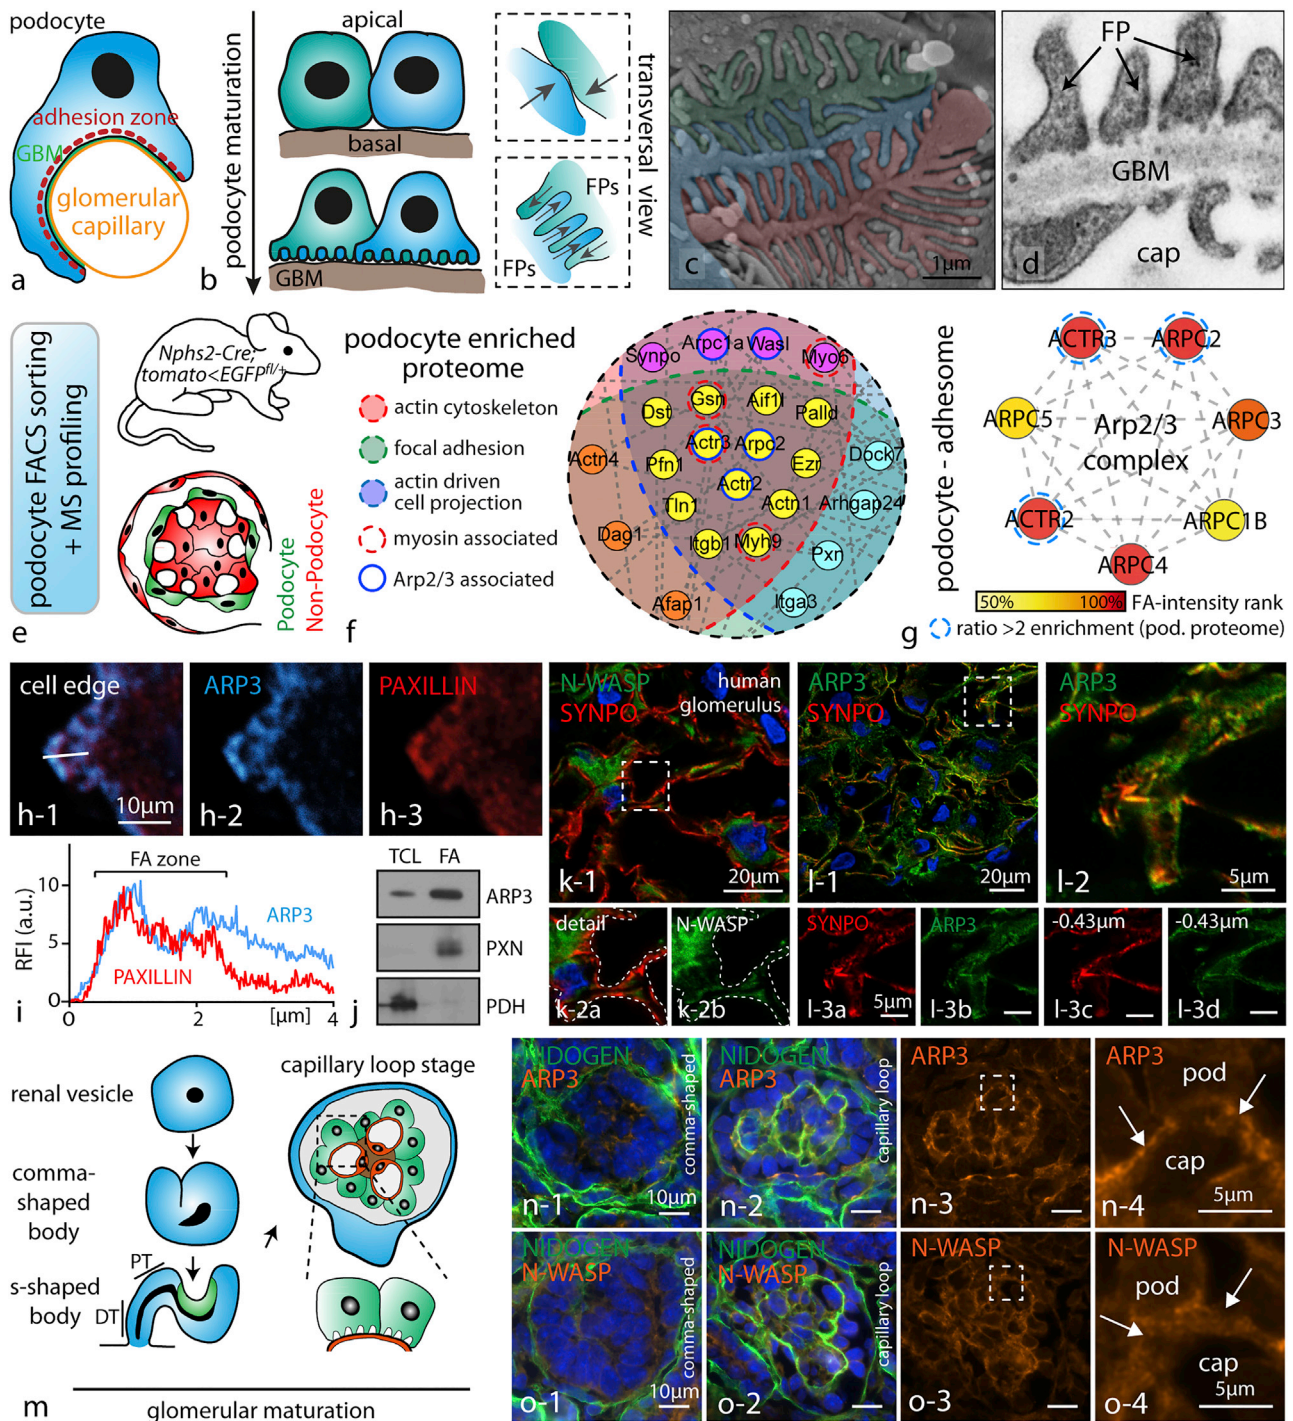 podocyte
adhesion zone
GBM
glomerular
capillary
a
podocyte maturation
apical
basal
GBM
FPs
FPs
transversal view
b
c
1µm
FP
GBM
cap
d
podocyte FACS sorting
+ MS profiling
Nphs2-Cre;
tomato<EGFPfl/+
Podocyte
Non-Podocyte
e
podocyte enriched
proteome
actin cytoskeleton
focal adhesion
actin driven
cell projection
myosin associated
Arp2/3 associated
f
Synpo
Arpc1a
Wasl
Myo6
Dst
Gsn
Aif1l
Palld
Actn4
Pfn1
Actr3
Arpc2
Ezr
Dock7
Actr2
Tln1
Actn1
Arhgap24
Dag1
Itgb1
Myh9
Pxn
Afap1
Itga3
podocyte - adhesome
ACTR3
ARPC2
ARPC5
ARPC3
Arp2/3
complex
ACTR2
ARPC1B
ARPC4
50%
100%
FA-intensity rank
g
ratio >2 enrichment (pod. proteome)
cell edge
10µm
h-1
ARP3
h-2
PAXILLIN
h-3
N-WASP
SYNPO
human
glomerulus
20µm
k-1
ARP3
SYNPO
20µm
l-1
ARP3
SYNPO
5µm
l-2
FA zone
RFI (a.u.)
10
5
0
ARP3
PAXILLIN
0
2
[µm]
4
i
TCL
FA
ARP3
PXN
PDH
j
detail
k-2a
N-WASP
k-2b
SYNPO
5µm
l-3a
ARP3
l-3b
-0.43µm
l-3c
-0.43µm
l-3d
renal vesicle
comma-
shaped
body
s-shaped
body
PT
DT
capillary loop stage
m
glomerular maturation
NIDOGEN
ARP3
comma-shaped
10µm
n-1
NIDOGEN
ARP3
capillary loop
n-2
ARP3
n-3
ARP3
pod
cap
5µm
n-4
NIDOGEN
N-WASP
comma-shaped
10µm
o-1
NIDOGEN
N-WASP
capillary loop
o-2
N-WASP
o-3
N-WASP
pod
cap
5µm
o-4